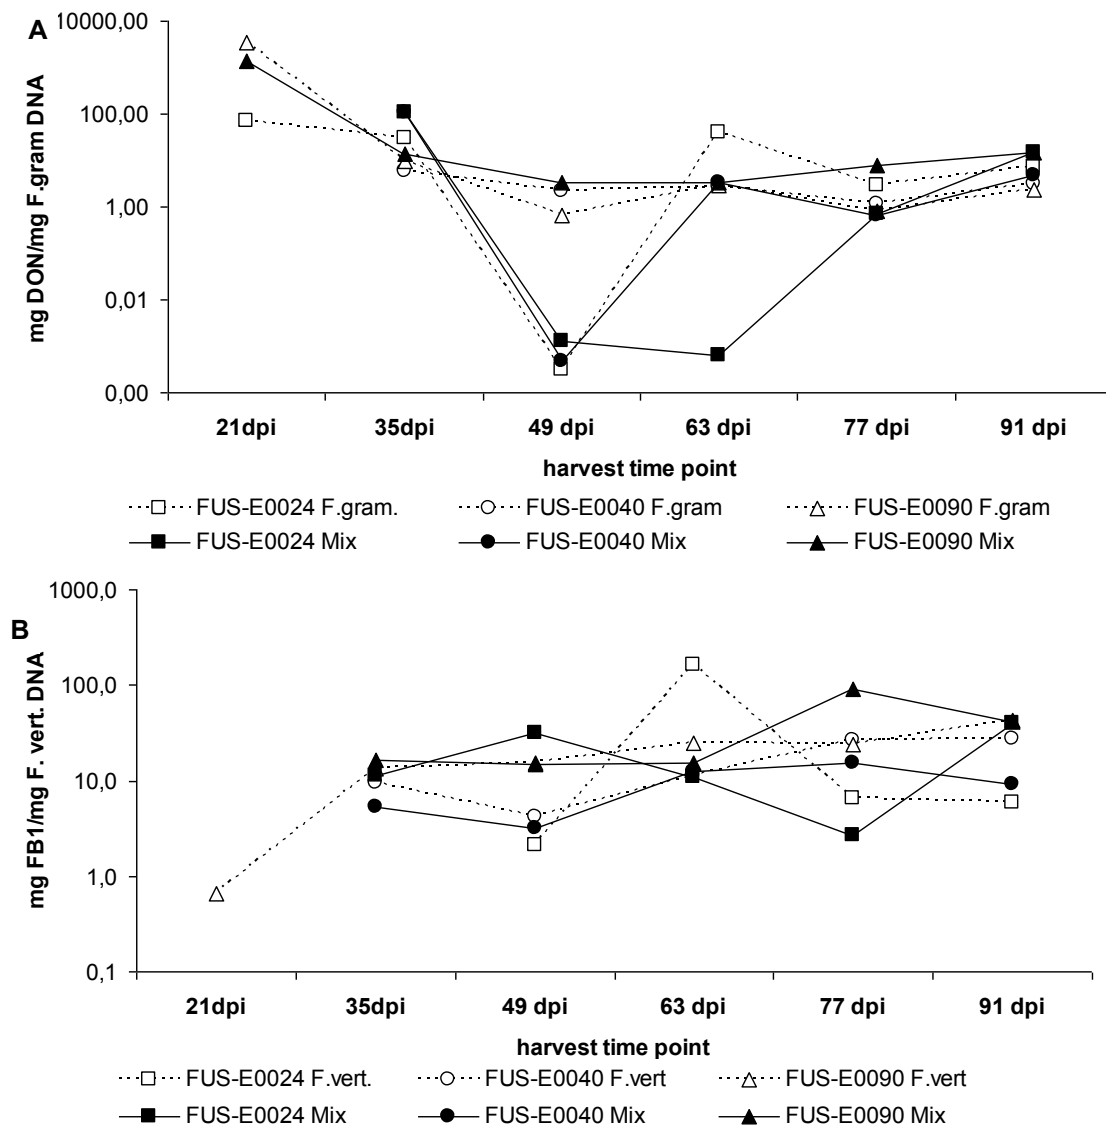 A
10000,00
100,00
1,00
0,01
0,00
mg DON/mg F.gram DNA
21dpi 35dpi 49 dpi 63 dpi 77 dpi 91 dpi
harvest time point
FUS-E0024 F.gram. FUS-E0040 F.gram FUS-E0090 F.gram
FUS-E0024 Mix FUS-E0040 Mix FUS-E0090 Mix
B
1000,0
100,0
10,0
1,0
0,1
mg FB1/mg F. vert. DNA
21dpi 35dpi 49 dpi 63 dpi 77 dpi 91 dpi
harvest time point
FUS-E0024 F.vert. FUS-E0040 F.vert FUS-E0090 F.vert
FUS-E0024 Mix FUS-E0040 Mix FUS-E0090 Mix